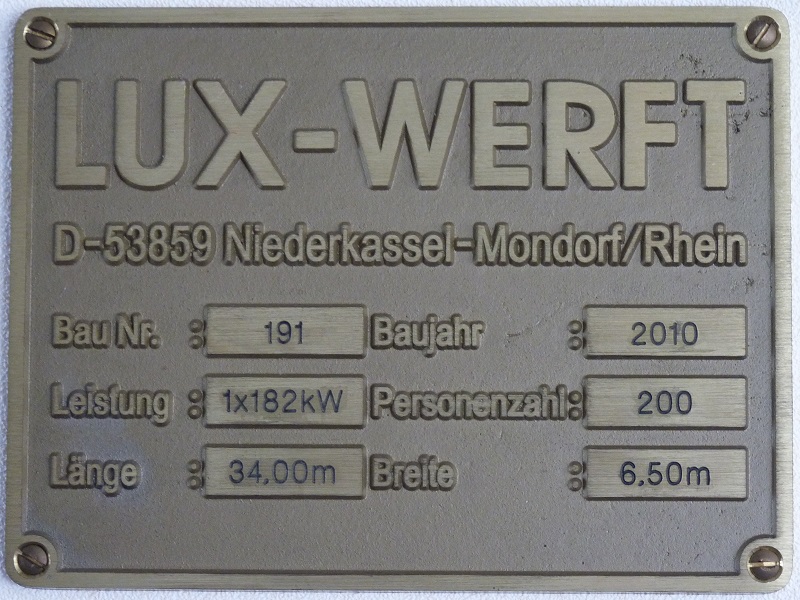 LUX-WERFT
D-53859 Niederkassel-Mondorf/Rhein
Bau Nr. : 191 Baujahr : 2010
Leistung : 1x182kW Personenzahl : 200
Länge : 34,00m Breite : 6,50m